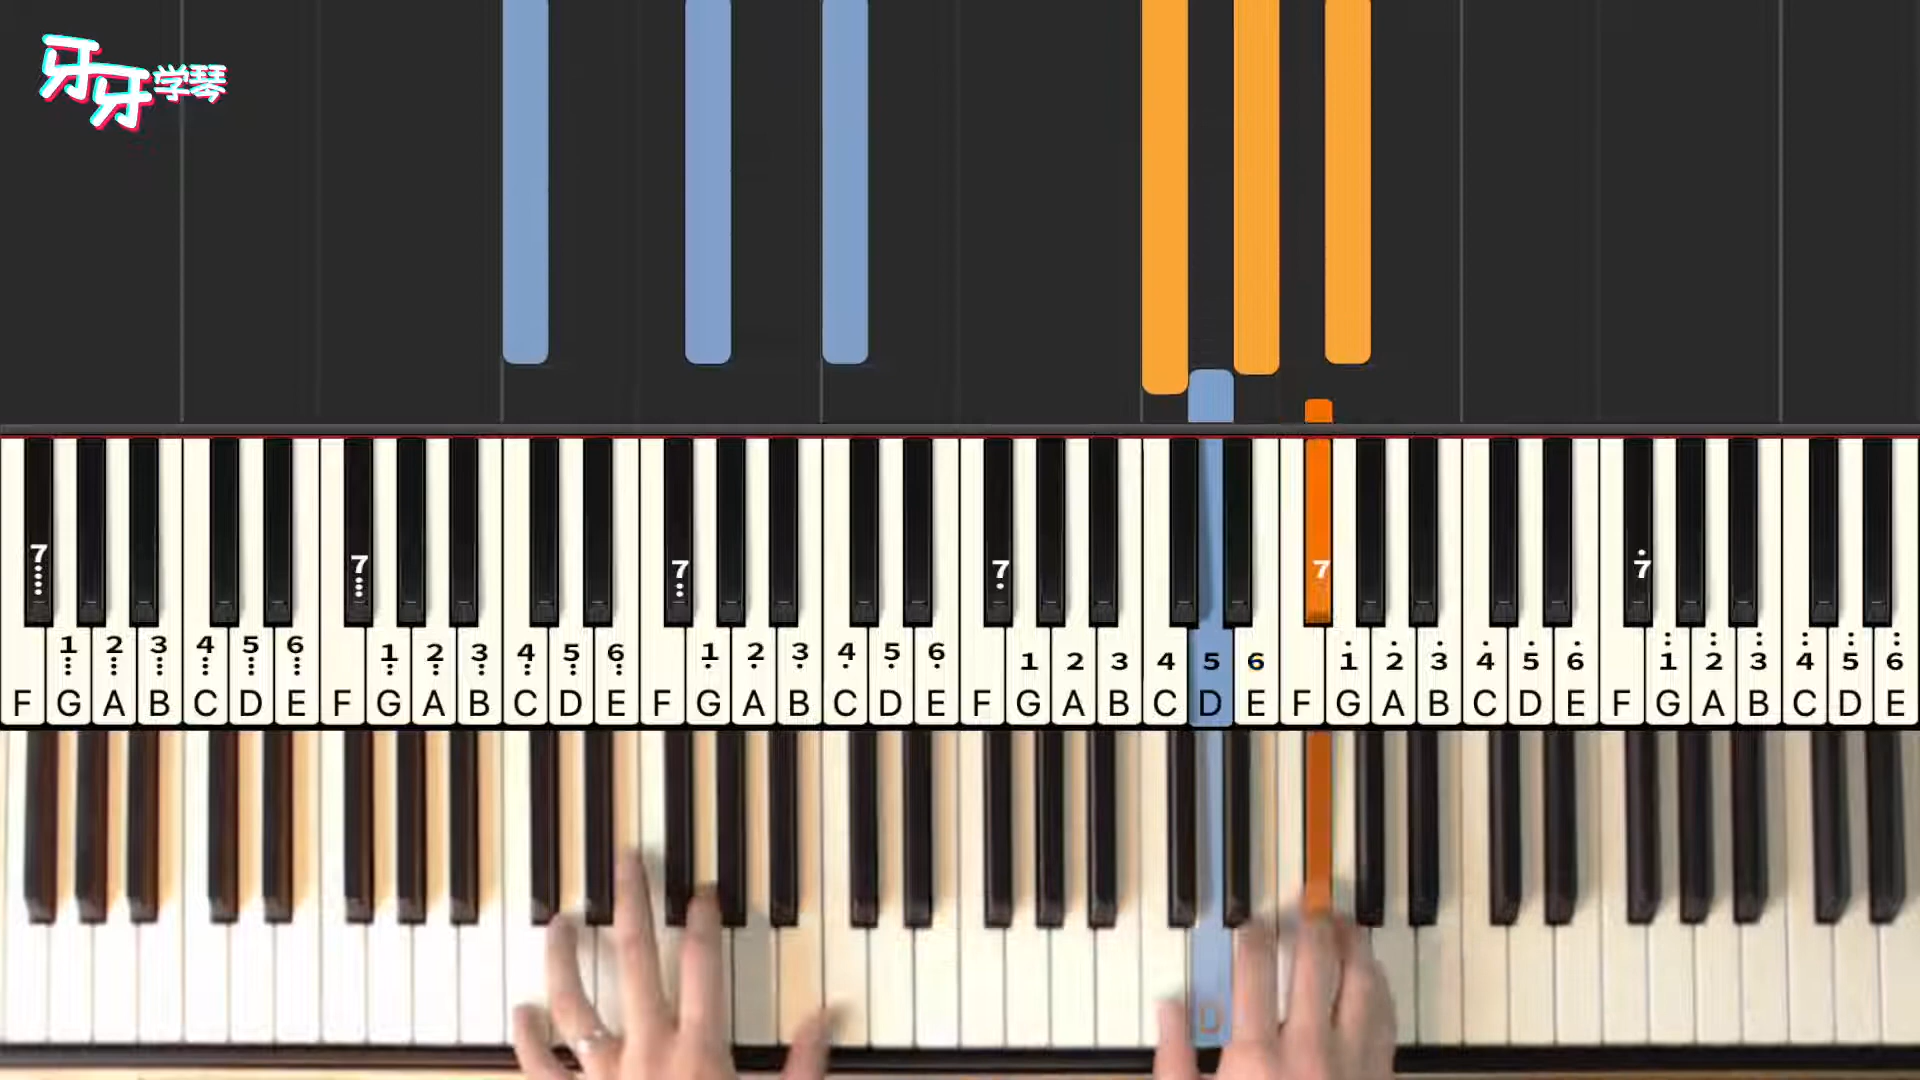 牙牙学琴
7 7 7 7 7 7
1 2 3 4 5 6 1 2 3 4 5 6 1 2 3 4 5 6 1 2 3 4 5 6 1 2 3 4 5 6 1 2 3 4 5 6
F G A B C D E F G A B C D E F G A B C D E F G A B C D E F G A B C D E F G A B C D E
D